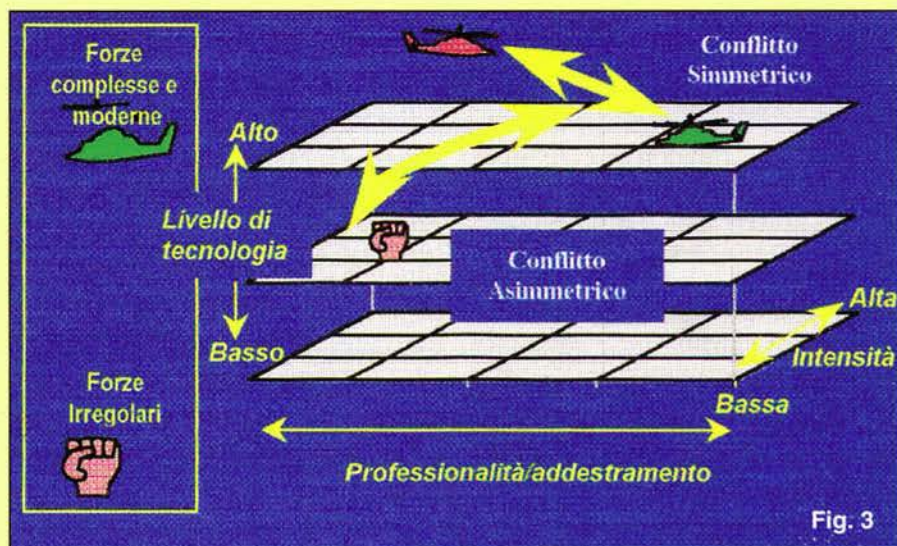 Forze
complesse e
moderne
Forze
Irregolari
Conflitto
Simmetrico
Alto
Livello di
tecnologia
Basso
Conflitto
Asimmetrico
Alta
Intensità
Bassa
Professionalità/addestramento
Fig. 3